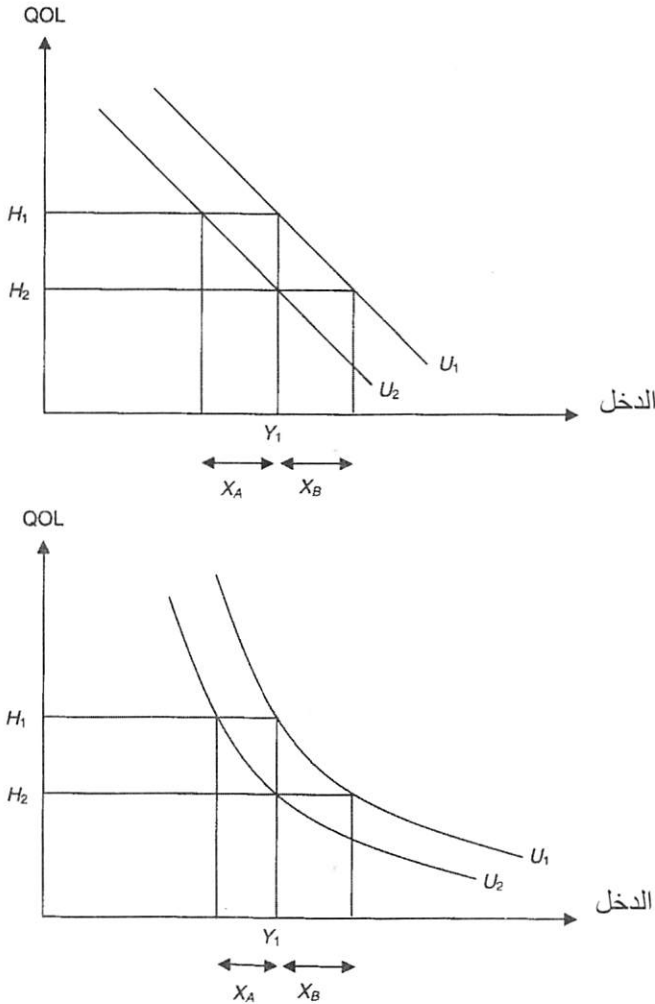 QOL
H₁
H₂
U₁
U₂
الدخل
Y₁
X_A X_B
QOL
H₁
H₂
U₁
U₂
الدخل
Y₁
X_A X_B